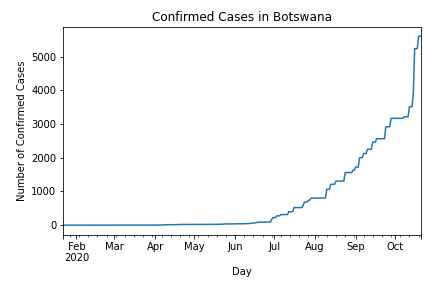 Confirmed Cases in Botswana
Number of Confirmed Cases
5000
4000
3000
2000
1000
0
Feb Mar Apr May Jun Jul Aug Sep Oct
2020
Day